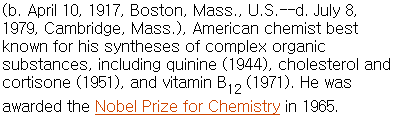 (b. April 10, 1917, Boston, Mass., U.S.--d. July 8,
1979, Cambridge, Mass.), American chemist best
known for his syntheses of complex organic
substances, including quinine (1944), cholesterol and
cortisone (1951), and vitamin B12 (1971). He was
awarded the Nobel Prize for Chemistry in 1965.